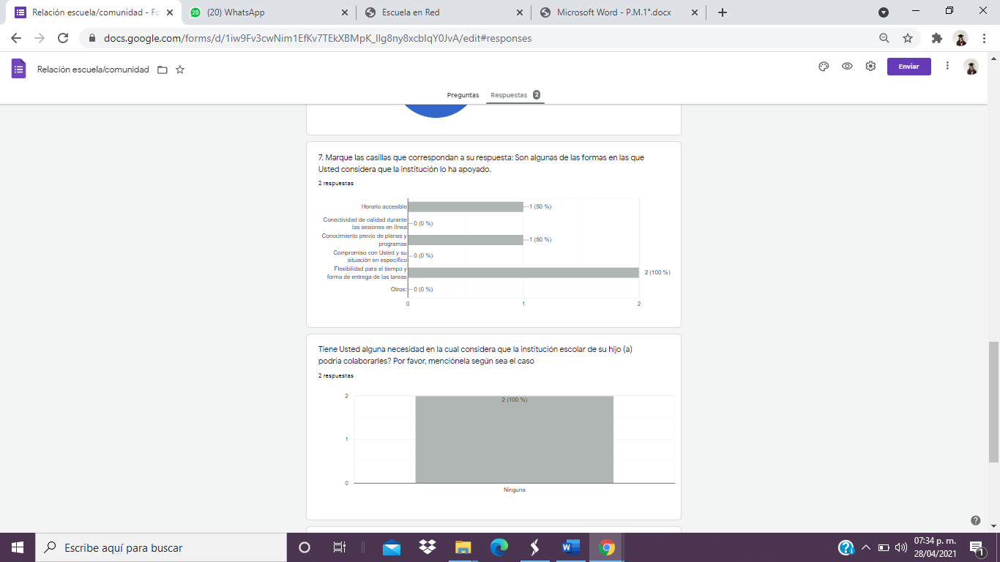 Relación escuela/comunidad - Fo
20 (20) WhatsApp
Escuela en Red
Microsoft Word - P.M.1°.docx
Relación escuela/comunidad
Enviar
Preguntas
Respuestas 2
7. Marque las casillas que correspondan a su respuesta: Son algunas de las formas en las que
Usted considera que la institución lo ha apoyado.
2 respuestas
Horario accesible
1 (50 %)
Conectividad de calidad durante
las sesiones en línea
0 (0 %)
Conocimiento previo de planes y
programas
1 (50 %)
Compromiso con Usted y su
situación en específico
0 (0 %)
Flexibilidad para el tiempo y
forma de entrega de las tareas
2 (100 %)
Otros:
0 (0 %)
0 1 2
Tiene Usted alguna necesidad en la cual considera que la institución escolar de su hijo (a)
podría colaborarles? Por favor, menciónela según sea el caso
2 respuestas
2
2 (100 %)
1
0
Ninguna
Escribe aquí para buscar
07:34 p. m.
28/04/2021
1